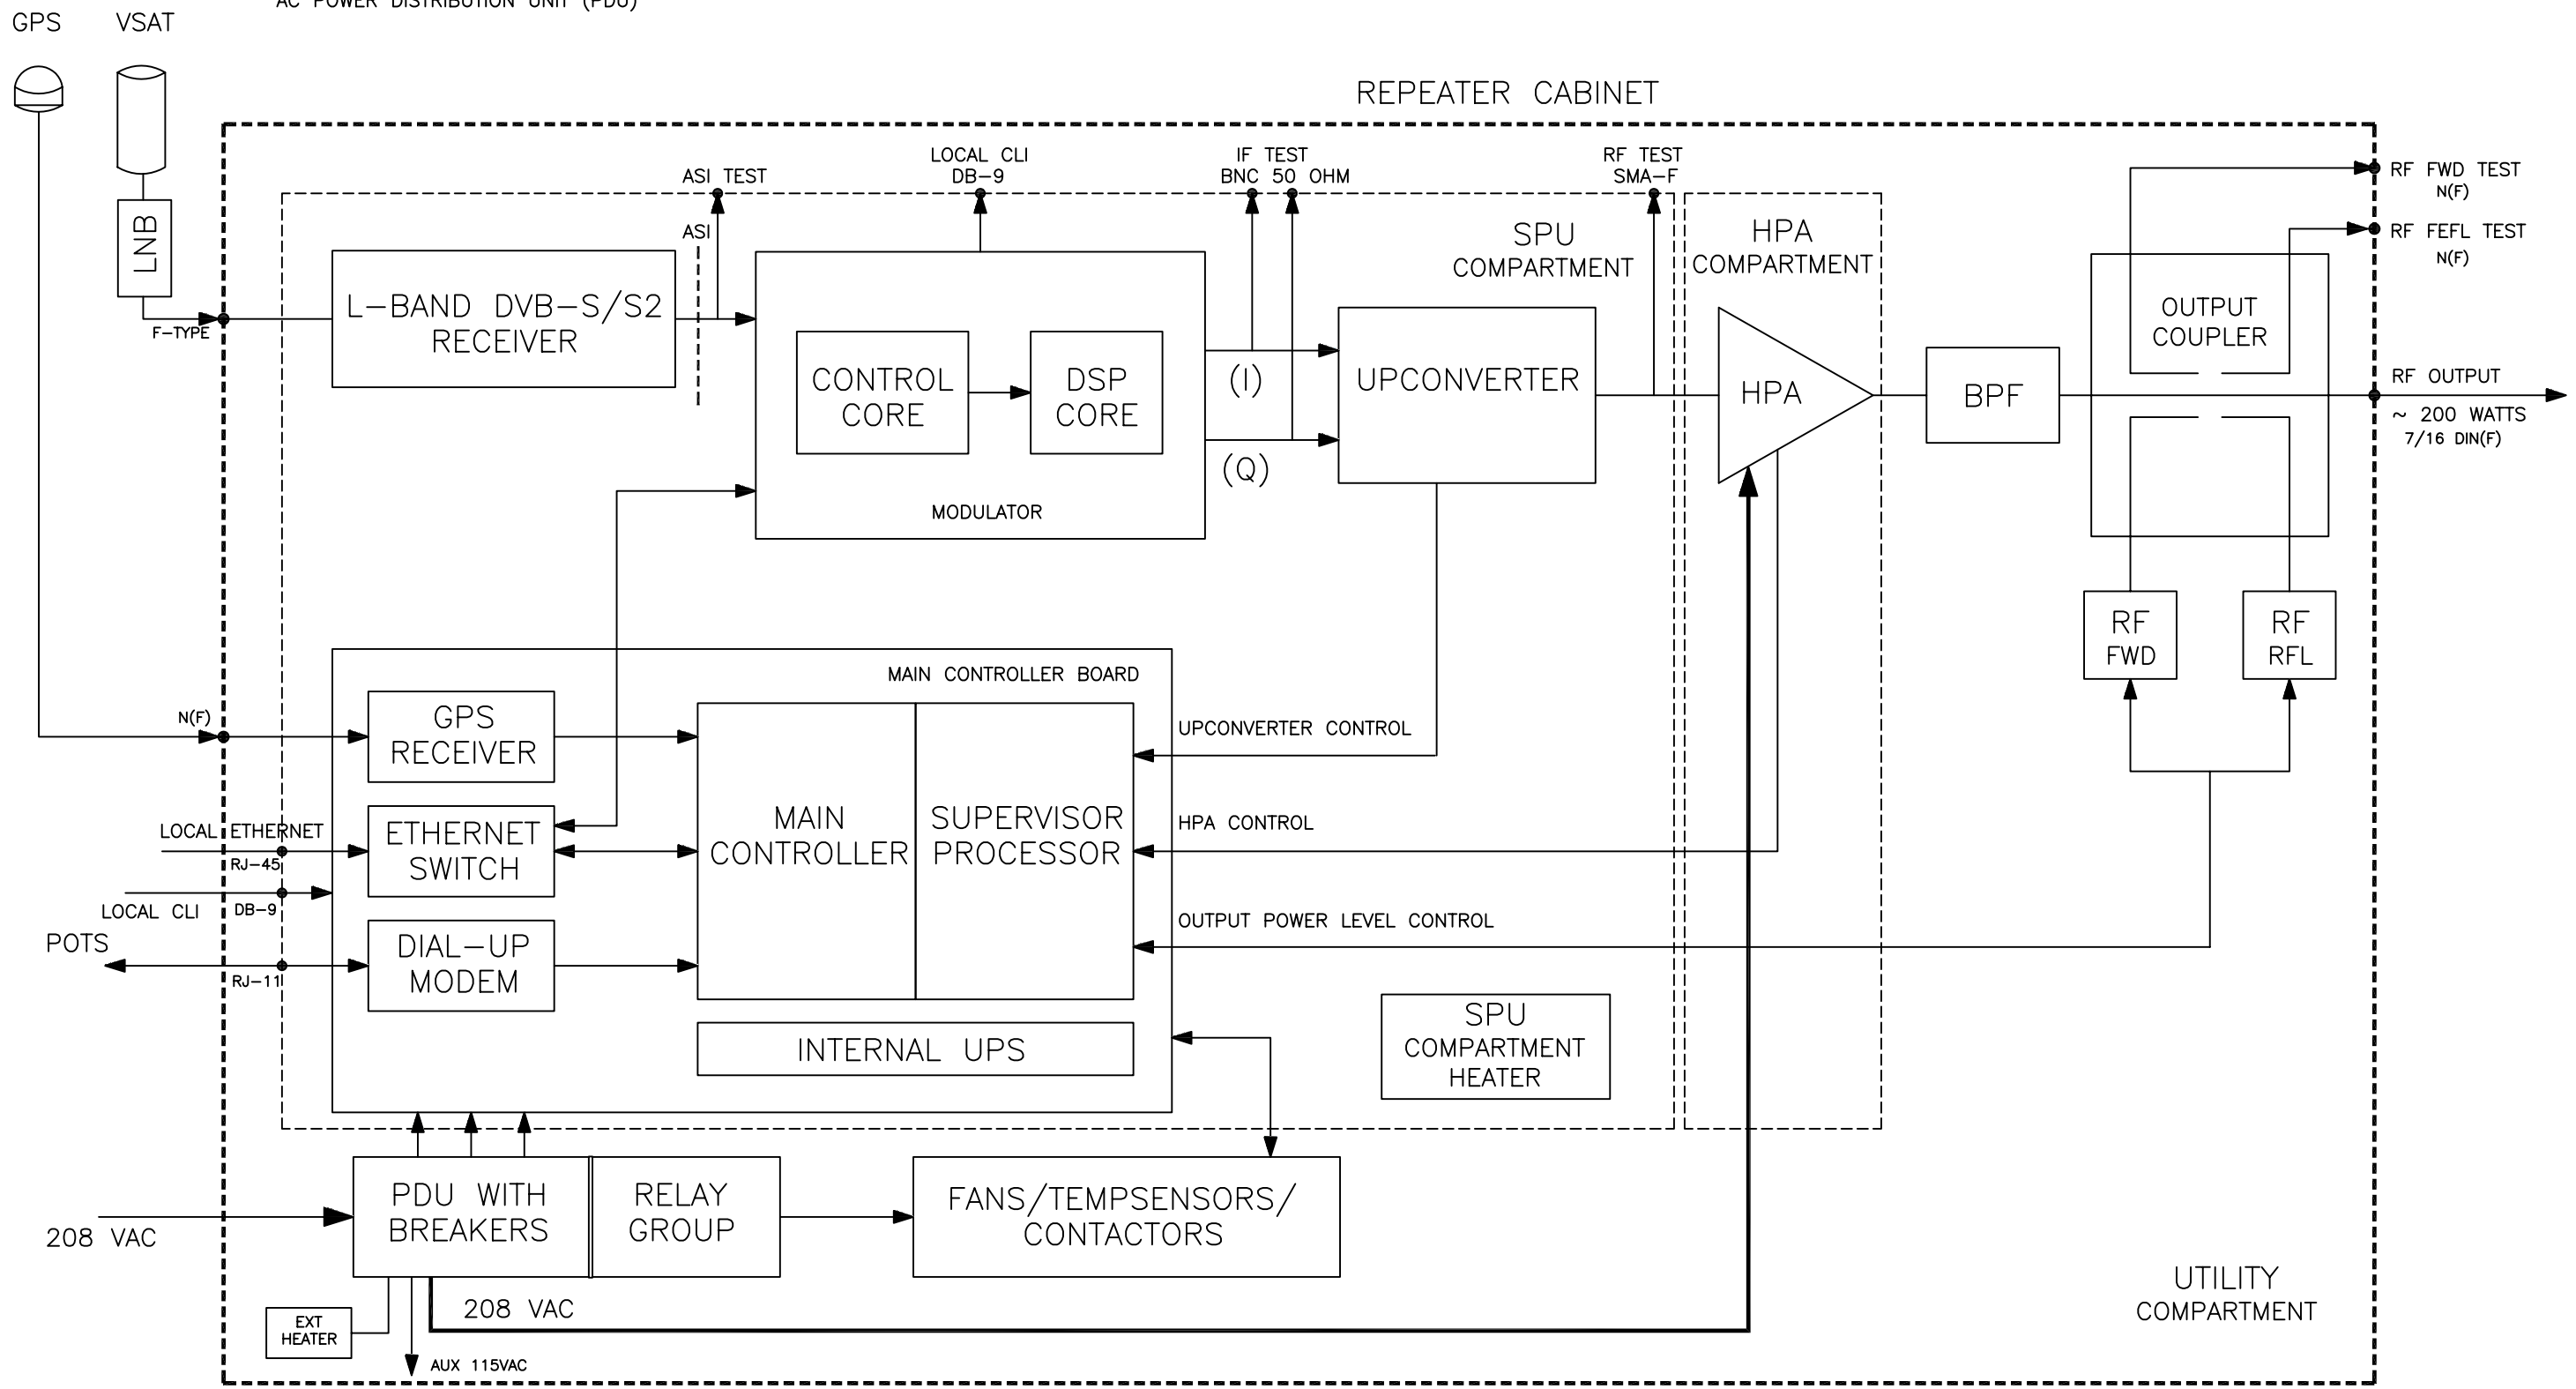 AC POWER DISTRIBUTION UNIT (PDU)
GPS
VSAT
REPEATER CABINET
LNB
F-TYPE
L-BAND DVB-S/S2
RECEIVER
ASI TEST
ASI
LOCAL CLI
DB-9
CONTROL
CORE
DSP
CORE
MODULATOR
IF TEST
BNC 50 OHM
(I)
(Q)
UPCONVERTER
RF TEST
SMA-F
SPU
COMPARTMENT
HPA
COMPARTMENT
HPA
BPF
OUTPUT
COUPLER
RF FWD TEST
N(F)
RF FEFL TEST
N(F)
RF OUTPUT
~ 200 WATTS
7/16 DIN(F)
RF
FWD
RF
RFL
MAIN CONTROLLER BOARD
N(F)
GPS
RECEIVER
LOCAL ETHERNET
RJ-45
ETHERNET
SWITCH
LOCAL CLI
DB-9
POTS
RJ-11
DIAL-UP
MODEM
MAIN
CONTROLLER
SUPERVISOR
PROCESSOR
UPCONVERTER CONTROL
HPA CONTROL
OUTPUT POWER LEVEL CONTROL
INTERNAL UPS
SPU
COMPARTMENT
HEATER
208 VAC
PDU WITH
BREAKERS
RELAY
GROUP
FANS/TEMPSENSORS/
CONTACTORS
208 VAC
EXT
HEATER
AUX 115VAC
UTILITY
COMPARTMENT